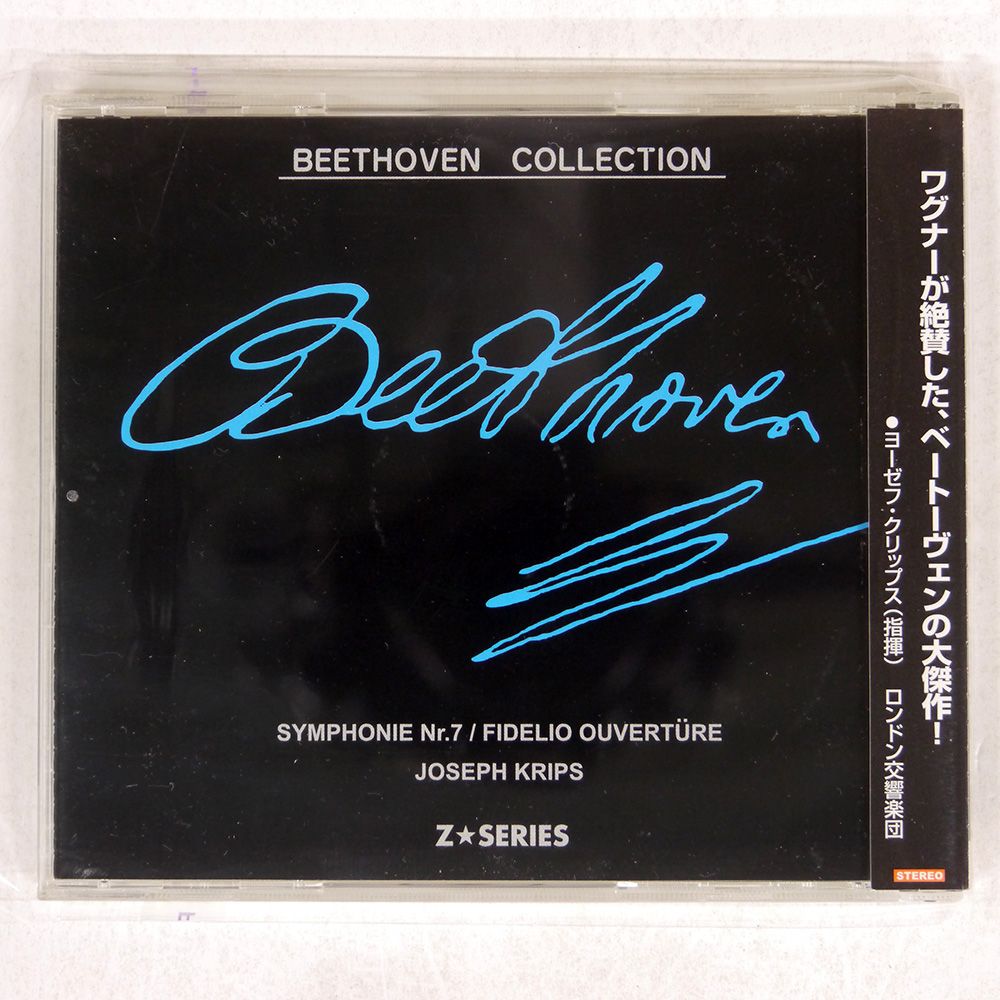 BEETHOVEN COLLECTION
Beethoven
SYMPHONIE Nr.7 / FIDELIO OUVERTÜRE
JOSEPH KRIPS
Z★SERIES
ワグナーが絶賛した、ベートーヴェンの大傑作!
●ヨーゼフ・クリップス(指揮) ロンドン交響楽団
STEREO